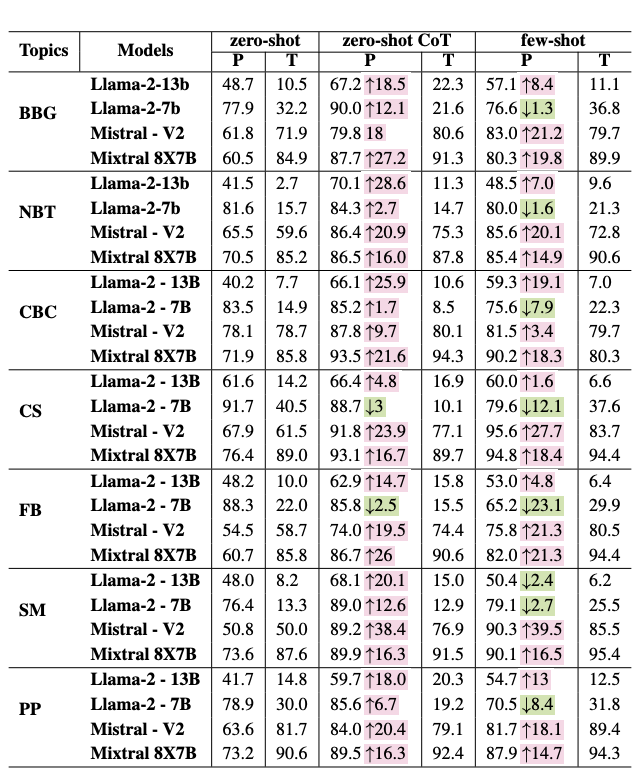 Topics Models zero-shot zero-shot CoT few-shot
P T P T P T
BBG
Llama-2-13b 48.7 10.5 67.2 ↑18.5 22.3 57.1 ↑8.4 11.1
Llama-2-7b 77.9 32.2 90.0 ↑12.1 21.6 76.6 ↓1.3 36.8
Mistral - V2 61.8 71.9 79.8 18 80.6 83.0 ↑21.2 79.7
Mixtral 8X7B 60.5 84.9 87.7 ↑27.2 91.3 80.3 ↑19.8 89.9
NBT
Llama-2-13b 41.5 2.7 70.1 ↑28.6 11.3 48.5 ↑7.0 9.6
Llama-2-7b 81.6 15.7 84.3 ↑2.7 14.7 80.0 ↓1.6 21.3
Mistral - V2 65.5 59.6 86.4 ↑20.9 75.3 85.6 ↑20.1 72.8
Mixtral 8X7B 70.5 85.2 86.5 ↑16.0 87.8 85.4 ↑14.9 90.6
CBC
Llama-2 - 13B 40.2 7.7 66.1 ↑25.9 10.6 59.3 ↑19.1 7.0
Llama-2 - 7B 83.5 14.9 85.2 ↑1.7 8.5 75.6 ↓7.9 22.3
Mistral - V2 78.1 78.7 87.8 ↑9.7 80.1 81.5 ↑3.4 79.7
Mixtral 8X7B 71.9 85.8 93.5 ↑21.6 94.3 90.2 ↑18.3 80.3
CS
Llama-2 - 13B 61.6 14.2 66.4 ↑4.8 16.9 60.0 ↑1.6 6.6
Llama-2 - 7B 91.7 40.5 88.7 ↓3 10.1 79.6 ↓12.1 37.6
Mistral - V2 67.9 61.5 91.8 ↑23.9 77.1 95.6 ↑27.7 83.7
Mixtral 8X7B 76.4 89.0 93.1 ↑16.7 89.7 94.8 ↑18.4 94.4
FB
Llama-2 - 13B 48.2 10.0 62.9 ↑14.7 15.8 53.0 ↑4.8 6.4
Llama-2 - 7B 88.3 22.0 85.8 ↓2.5 15.5 65.2 ↓23.1 29.9
Mistral - V2 54.5 58.7 74.0 ↑19.5 74.4 75.8 ↑21.3 80.5
Mixtral 8X7B 60.7 85.8 86.7 ↑26 90.6 82.0 ↑21.3 94.4
SM
Llama-2 - 13B 48.0 8.2 68.1 ↑20.1 15.0 50.4 ↓2.4 6.2
Llama-2 - 7B 76.4 13.3 89.0 ↑12.6 12.9 79.1 ↓2.7 25.5
Mistral - V2 50.8 50.0 89.2 ↑38.4 76.9 90.3 ↑39.5 85.5
Mixtral 8X7B 73.6 87.6 89.9 ↑16.3 91.5 90.1 ↑16.5 95.4
PP
Llama-2 - 13B 41.7 14.8 59.7 ↑18.0 20.3 54.7 ↑13 12.5
Llama-2 - 7B 78.9 30.0 85.6 ↑6.7 19.2 70.5 ↓8.4 31.8
Mistral - V2 63.6 81.7 84.0 ↑20.4 79.1 81.7 ↑18.1 89.4
Mixtral 8X7B 73.2 90.6 89.5 ↑16.3 92.4 87.9 ↑14.7 94.3